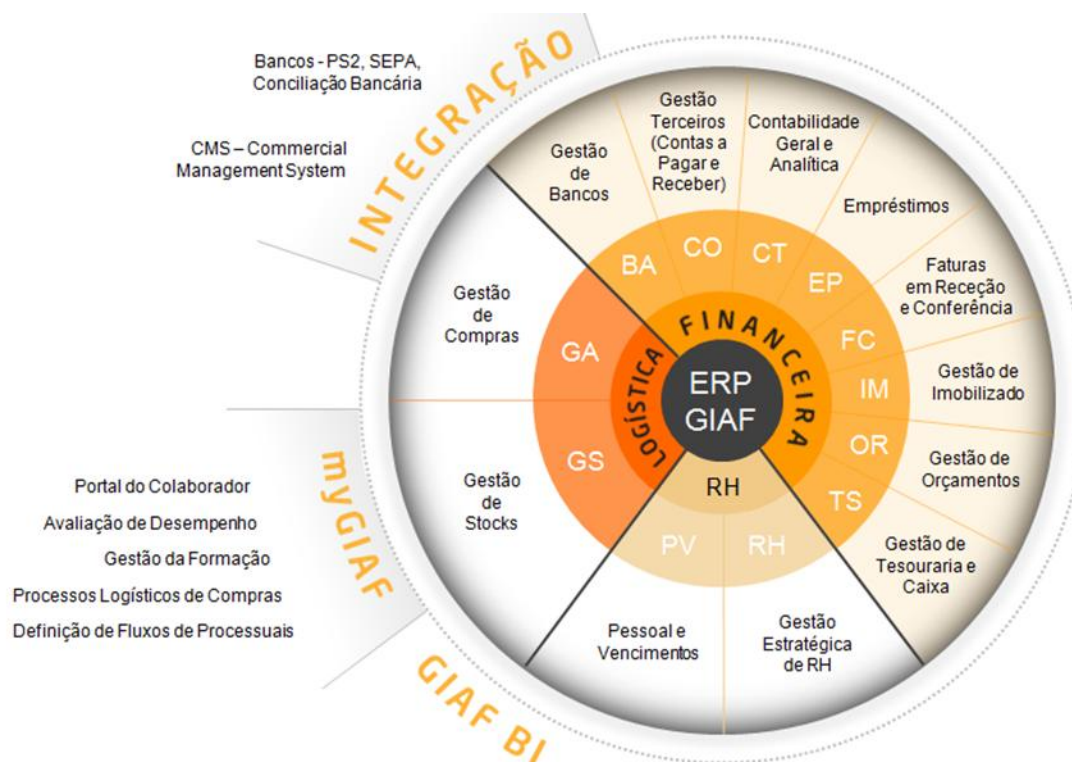 INTEGRAÇÃO
Bancos - PS2, SEPA,
Conciliação Bancária
CMS – Commercial
Management System
Gestão
de
Bancos
Gestão
Terceiros
(Contas a
Pagar e
Receber)
Contabilidade
Geral e
Analítica
Empréstimos
Faturas
em Receção
e Conferência
Gestão de
Imobilizado
Gestão de
Orçamentos
Gestão de
Tesouraria e
Caixa
BA
CO
CT
EP
FC
IM
OR
TS
FINANCEIRA
ERP
GIAF
LOGÍSTICA
GA
GS
Gestão
de
Compras
Gestão
de
Stocks
RH
PV
RH
Pessoal e
Vencimentos
Gestão
Estratégica
de RH
myGIAF
Portal do Colaborador
Avaliação de Desempenho
Gestão da Formação
Processos Logísticos de Compras
Definição de Fluxos de Processuais
GIAF BI